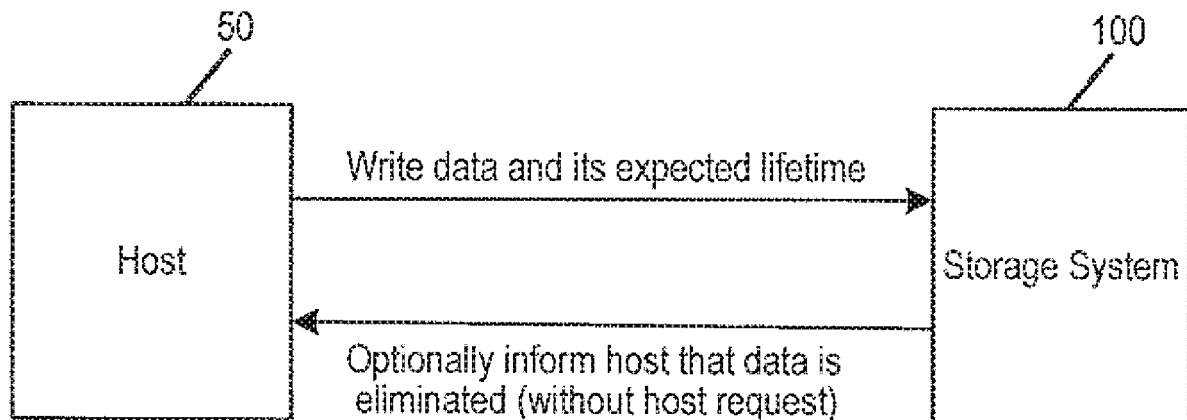 50
100
Write data and its expected lifetime
Host
Storage System
Optionally inform host that data is
eliminated (without host request)